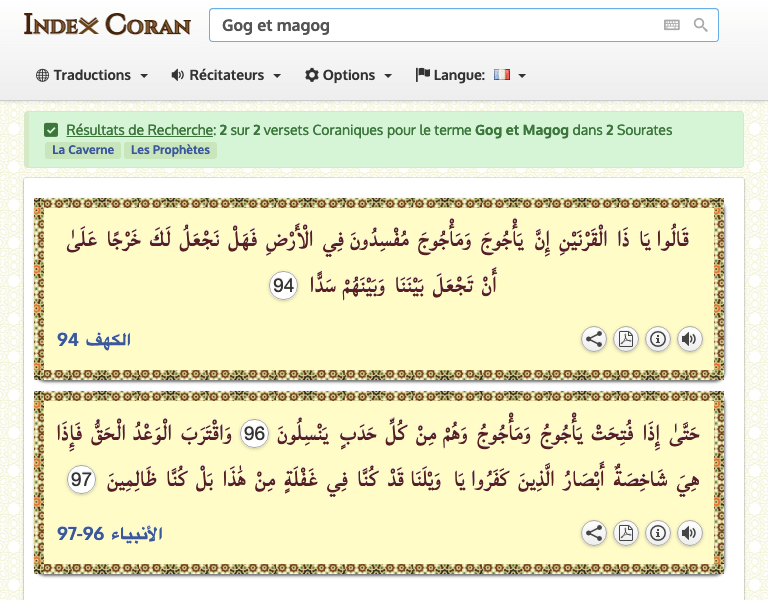 INDEX CORAN
Gog et magog
Traductions
Récitateurs
Options
Langue:
Résultats de Recherche: 2 sur 2 versets Coraniques pour le terme Gog et Magog dans 2 Sourates
La Caverne Les Prophètes
قَالُوا يَا ذَا الْقَرْنَيْنِ إِنَّ يَأْجُوجَ وَمَأْجُوجَ مُفْسِدُونَ فِي الْأَرْضِ فَهَلْ نَجْعَلُ لَكَ خَرْجًا عَلَىٰ
أَنْ تَجْعَلَ بَيْنَنَا وَبَيْنَهُمْ سَدًّا 94
الكهف 94
حَتَّىٰ إِذَا فُتِحَتْ يَأْجُوجُ وَمَأْجُوجُ وَهُمْ مِنْ كُلِّ حَدَبٍ يَنْسِلُونَ 96 وَاقْتَرَبَ الْوَعْدُ الْحَقُّ فَإِذَا
هِيَ شَاخِصَةٌ أَبْصَارُ الَّذِينَ كَفَرُوا يَا وَيْلَنَا قَدْ كُنَّا فِي غَفْلَةٍ مِنْ هَٰذَا بَلْ كُنَّا ظَالِمِينَ 97
الأنبياء 96-97